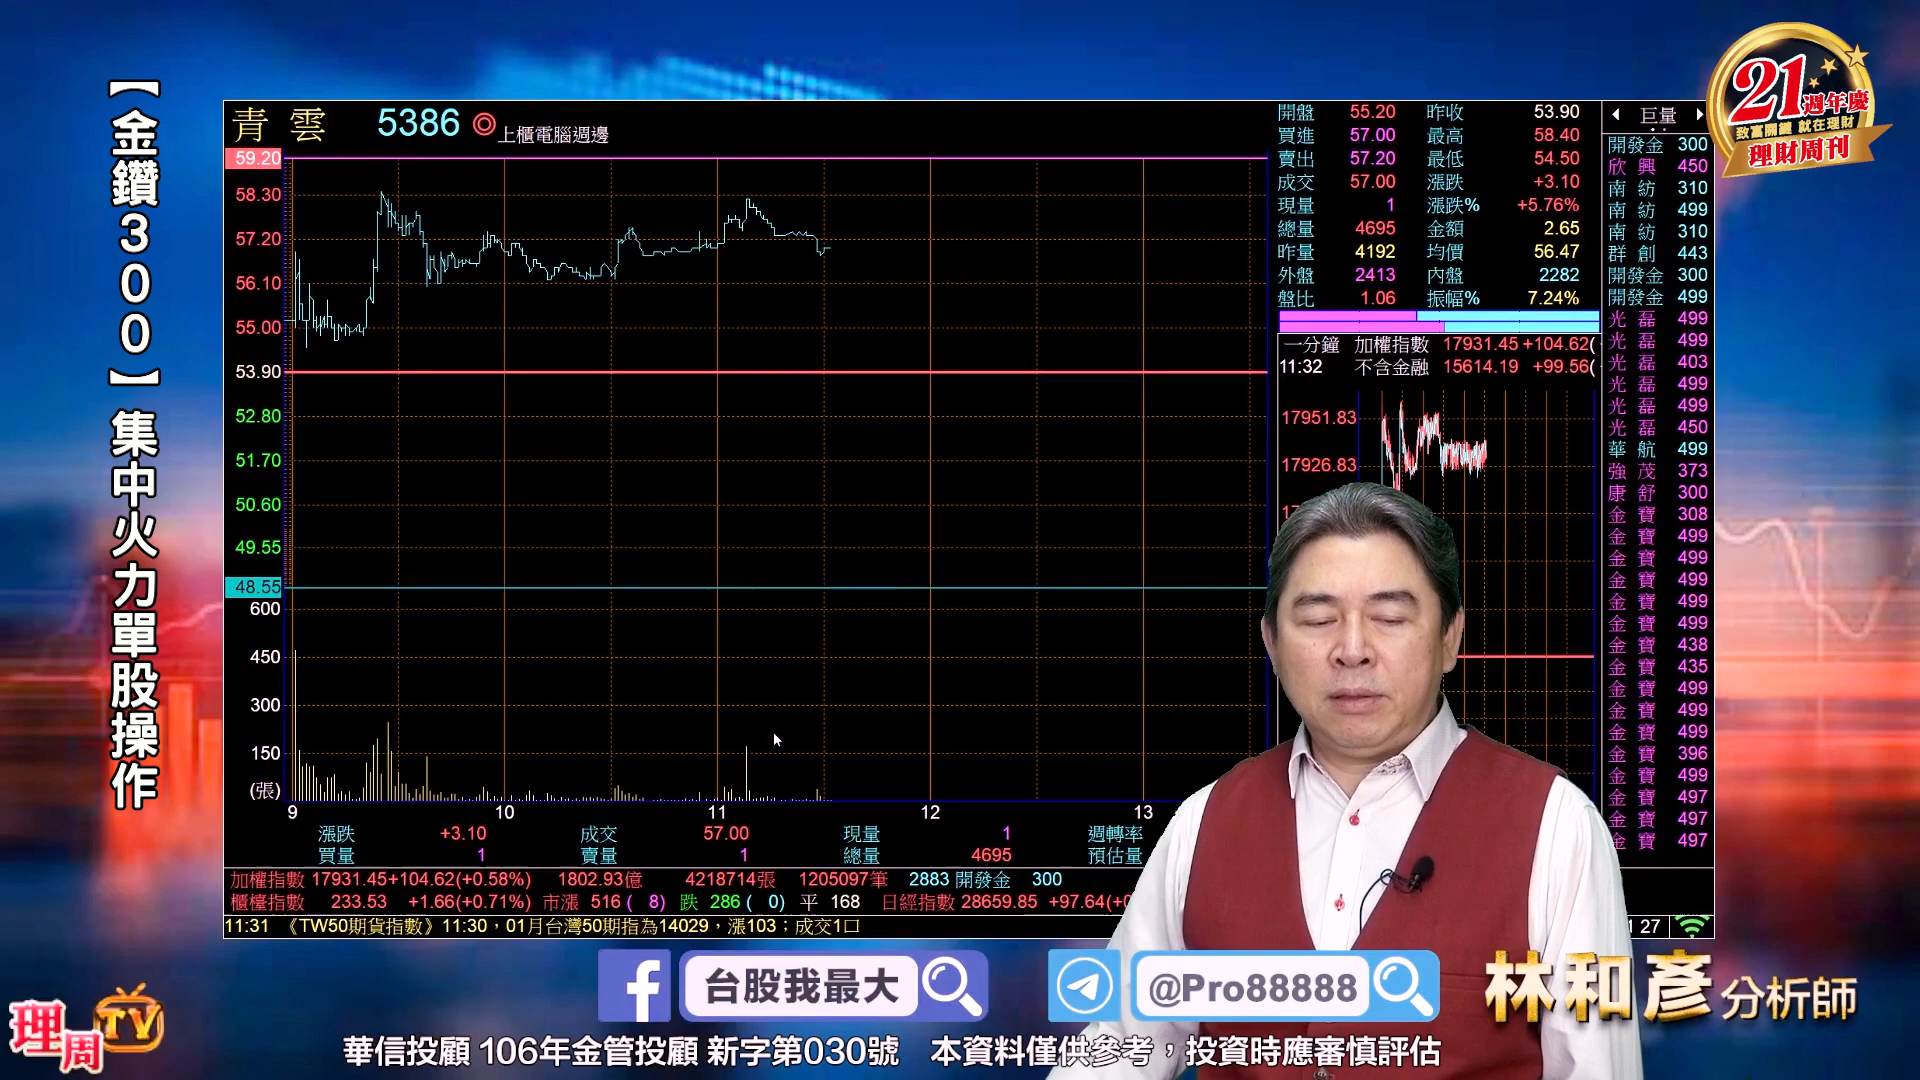 【金鑽300】集中火力單股操作
21週年慶
致富關鍵 就在理財
理財周刊
青 雲 5386 ◎上櫃電腦週邊
59.20
58.30
57.20
56.10
55.00
53.90
52.80
51.70
50.60
49.55
48.55
600
450
300
150
(張)
9 10 11 12 13
開盤 55.20 昨收 53.90
買進 57.00 最高 58.40
賣出 57.20 最低 54.50
成交 57.00 漲跌 +3.10
現量 1 漲跌% +5.76%
總量 4695 金額 2.65
昨量 4192 均價 56.47
外盤 2413 內盤 2282
盤比 1.06 振幅% 7.24%
一分鐘 加權指數 17931.45 +104.62(
11:32 不含金融 15614.19 +99.56(
17951.83
17926.83
17
巨量
開發金 300
欣 興 450
南 紡 310
南 紡 499
南 紡 310
群 創 443
開發金 300
開發金 499
光 磊 499
光 磊 499
光 磊 403
光 磊 499
光 磊 499
光 磊 450
華 航 499
強 茂 373
康 舒 300
金 寶 308
金 寶 499
金 寶 499
金 寶 499
金 寶 499
金 寶 499
金 寶 438
金 寶 435
金 寶 499
金 寶 499
金 寶 499
金 寶 396
金 寶 499
金 寶 497
金 寶 497
金 寶 497
漲跌 +3.10 成交 57.00 現量 1 週轉率
買量 1 賣量 1 總量 4695 預估量
加權指數 17931.45+104.62(+0.58%) 1802.93億 4218714張 1205097筆 2883 開發金 300
櫃檯指數 233.53 +1.66(+0.71%) 市漲 516 ( 8) 跌 286 ( 0) 平 168 日經指數 28659.85 +97.64(+0
11:31 《TW50期貨指數》11:30,01月台灣50期指為14029,漲103;成交1口
27
台股我最大
@Pro88888
林和彥 分析師
理周TV
華信投顧 106年金管投顧 新字第030號 本資料僅供參考,投資時應審慎評估